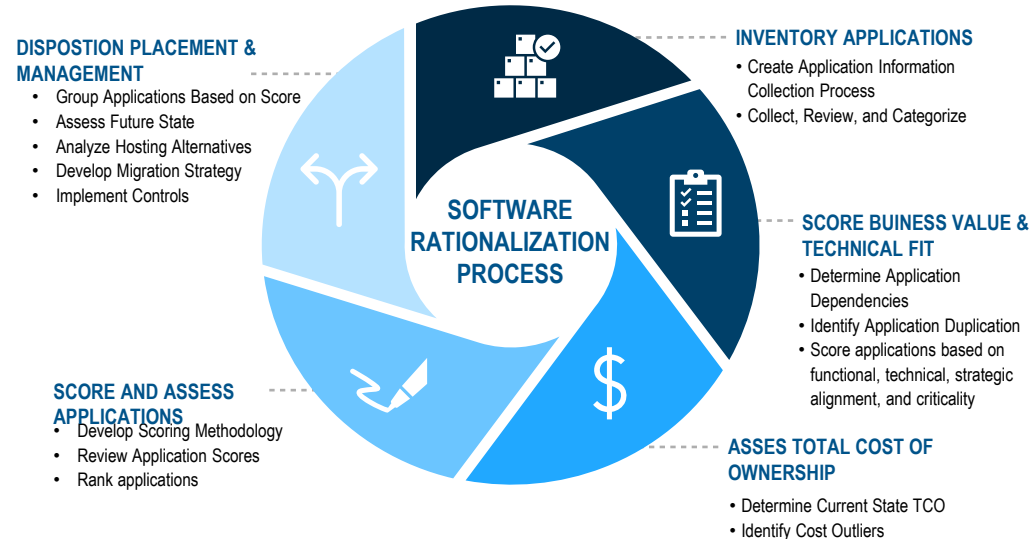 INVENTORY APPLICATIONS
• Create Application Information
Collection Process
• Collect, Review, and Categorize
SCORE BUINESS VALUE &
TECHNICAL FIT
• Determine Application
Dependencies
• Identify Application Duplication
• Score applications based on
functional, technical, strategic
alignment, and criticality
ASSES TOTAL COST OF
OWNERSHIP
• Determine Current State TCO
• Identify Cost Outliers
SCORE AND ASSESS
APPLICATIONS
• Develop Scoring Methodology
• Review Application Scores
• Rank applications
DISPOSTION PLACEMENT &
MANAGEMENT
• Group Applications Based on Score
• Assess Future State
• Analyze Hosting Alternatives
• Develop Migration Strategy
• Implement Controls
SOFTWARE
RATIONALIZATION
PROCESS
$